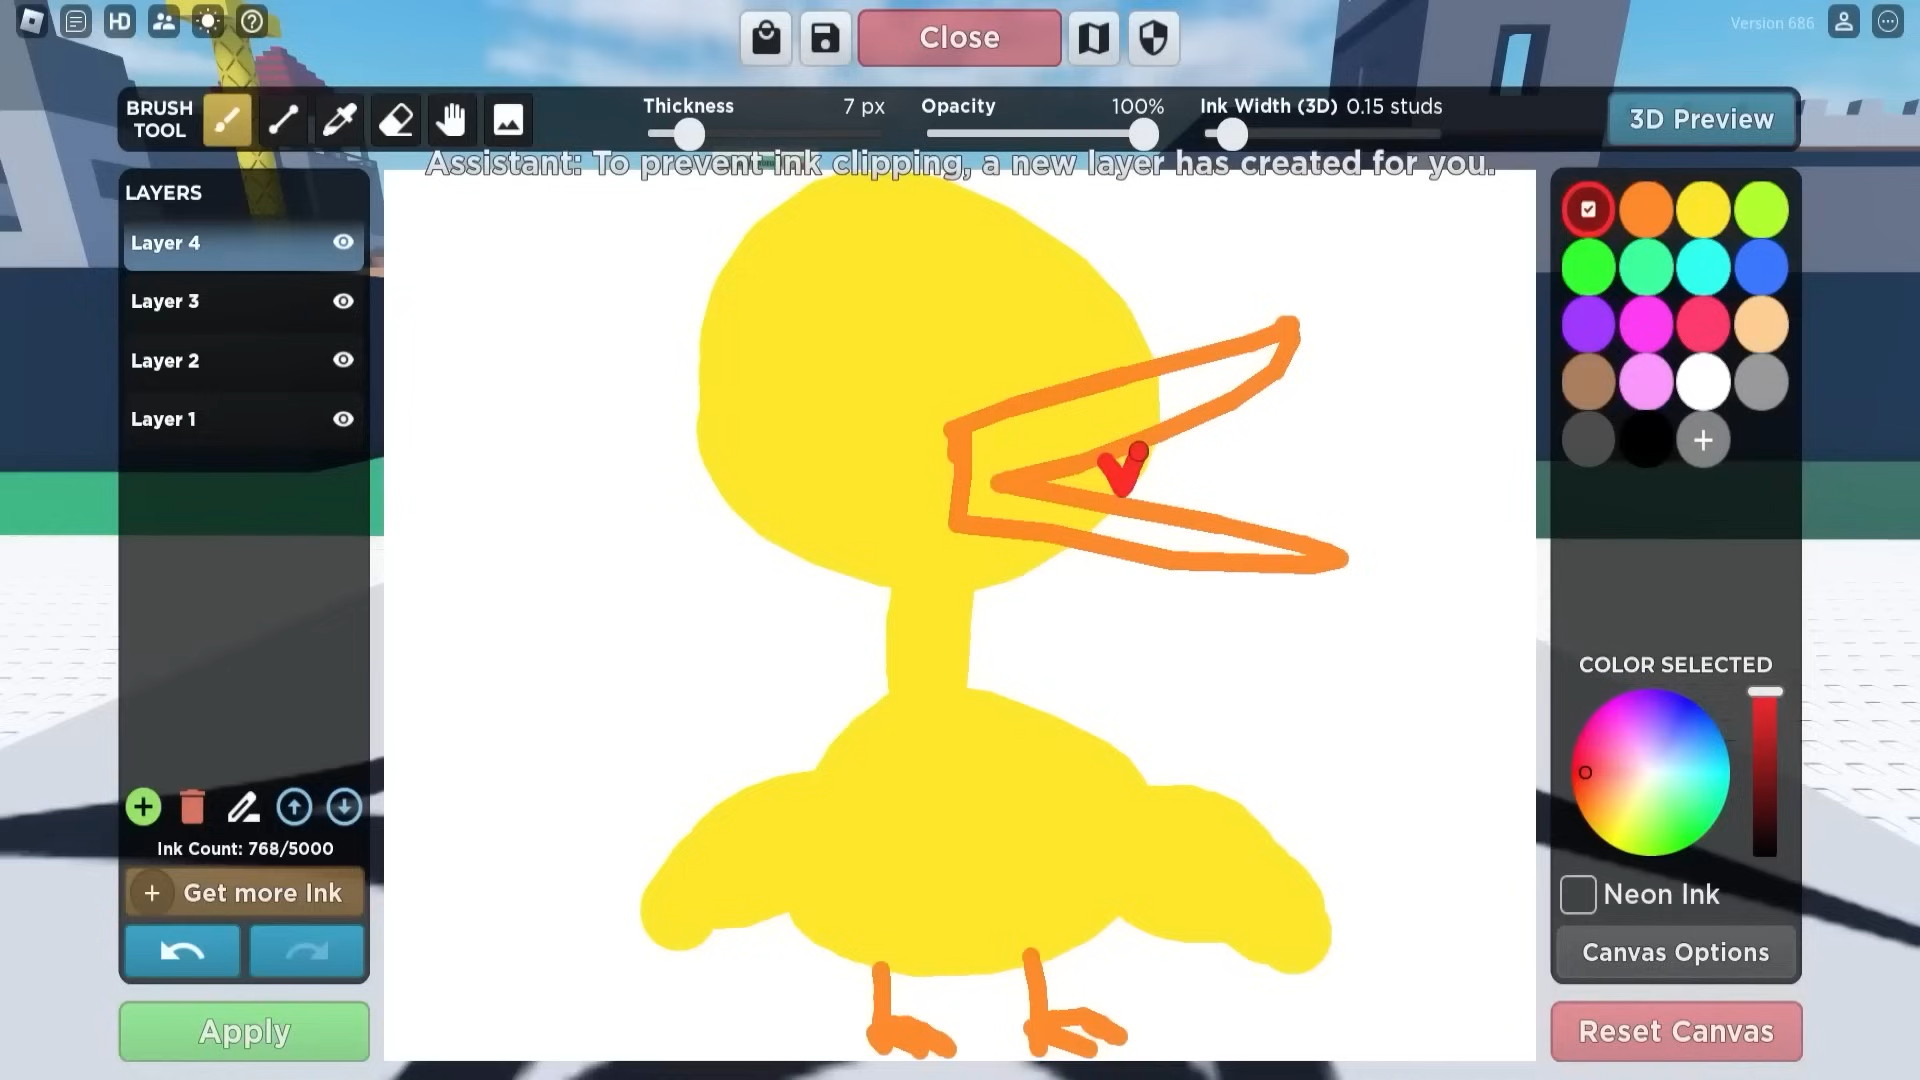 HD
Close
Version 686
BRUSH
TOOL
Thickness 7 px
Opacity 100%
Ink Width (3D) 0.15 studs
3D Preview
Assistant: To prevent ink clipping, a new layer has created for you.
LAYERS
Layer 4
Layer 3
Layer 2
Layer 1
Ink Count: 768/5000
+ Get more Ink
Apply
COLOR SELECTED
Neon Ink
Canvas Options
Reset Canvas